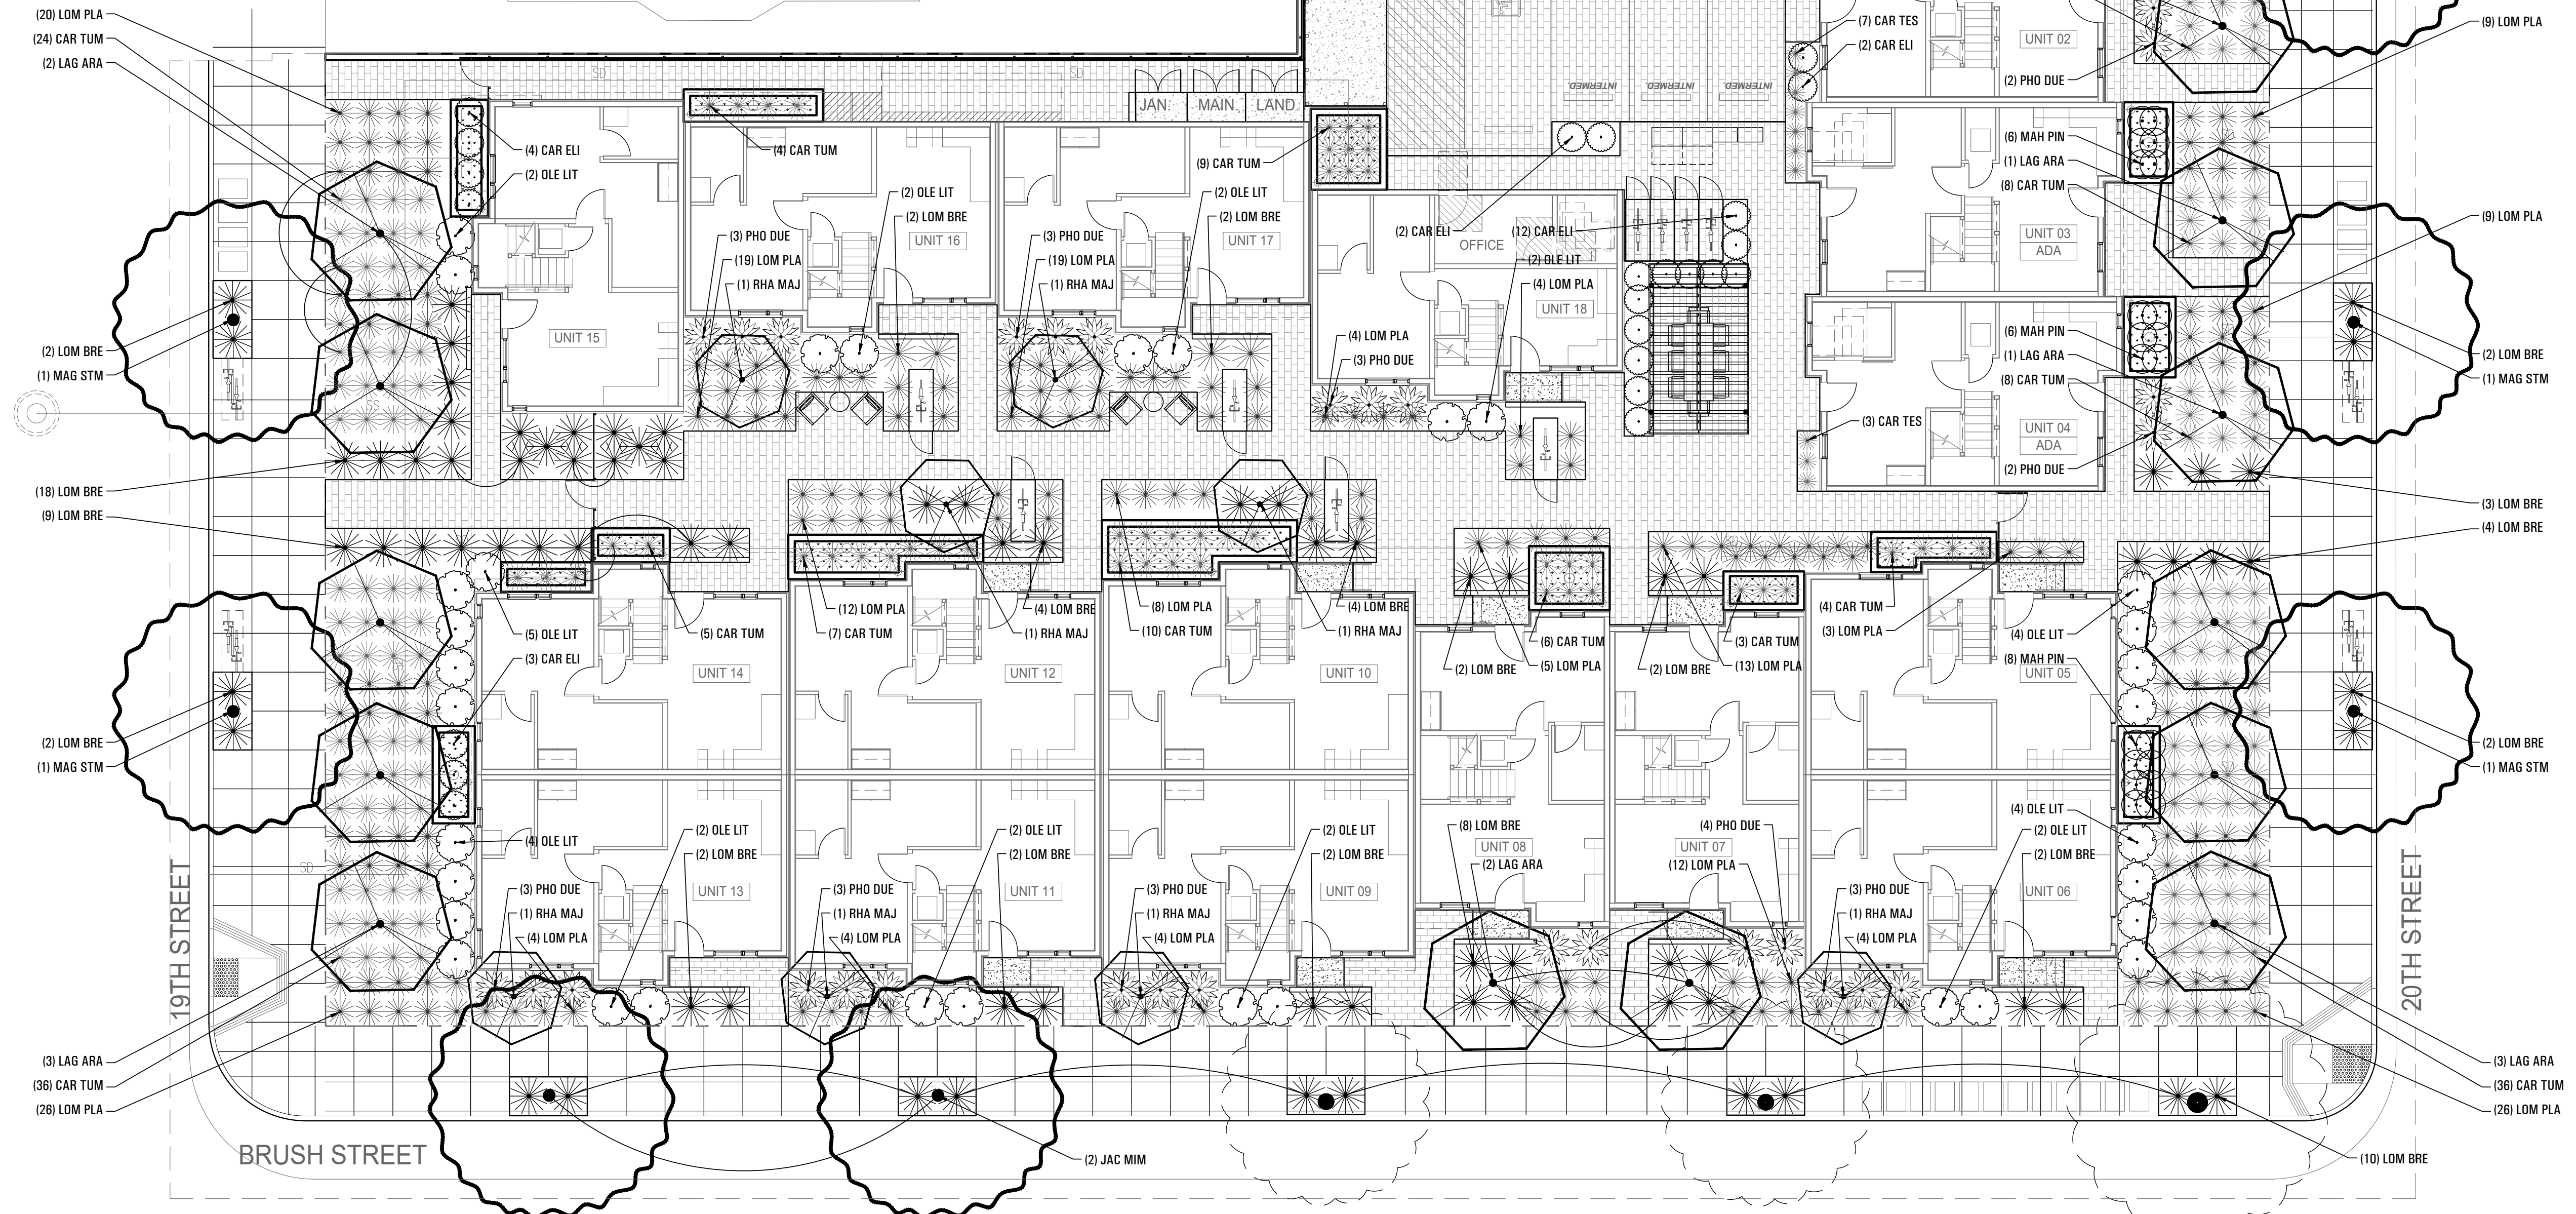 (20) LOM PLA
(24) CAR TUM
(2) LAG ARA
(7) CAR TES
(2) CAR ELI
UNIT 02
(2) PHO DUE
(9) LOM PLA
SD
SD
JAN.
MAIN.
LAND.
INTERMED.
INTERMED.
INTERMED.
(4) CAR ELI
(2) OLE LIT
(4) CAR TUM
(9) CAR TUM
(6) MAH PIN
(1) LAG ARA
(8) CAR TUM
(2) OLE LIT
(2) LOM BRE
UNIT 16
(2) OLE LIT
(2) LOM BRE
UNIT 17
(3) PHO DUE
(19) LOM PLA
(1) RHA MAJ
(3) PHO DUE
(19) LOM PLA
(1) RHA MAJ
(2) CAR ELI
OFFICE
(12) CAR ELI
(2) OLE LIT
(4) LOM PLA
UNIT 18
UNIT 03
ADA
(9) LOM PLA
UNIT 15
(4) LOM PLA
(3) PHO DUE
(6) MAH PIN
(1) LAG ARA
(8) CAR TUM
(2) LOM BRE
(1) MAG STM
(2) LOM BRE
(1) MAG STM
(3) CAR TES
UNIT 04
ADA
(2) PHO DUE
(18) LOM BRE
(9) LOM BRE
(3) LOM BRE
(4) LOM BRE
(5) OLE LIT
(3) CAR ELI
(5) CAR TUM
(12) LOM PLA
(7) CAR TUM
(4) LOM BRE
(1) RHA MAJ
(8) LOM PLA
(10) CAR TUM
(4) LOM BRE
(1) RHA MAJ
(6) CAR TUM
(5) LOM PLA
(2) LOM BRE
(3) CAR TUM
(13) LOM PLA
(2) LOM BRE
(4) CAR TUM
(3) LOM PLA
(4) OLE LIT
(8) MAH PIN
UNIT 14
UNIT 12
UNIT 10
UNIT 05
(2) LOM BRE
(1) MAG STM
(2) LOM BRE
(1) MAG STM
SD
(4) OLE LIT
(2) OLE LIT
(2) LOM BRE
UNIT 13
(2) OLE LIT
(2) LOM BRE
UNIT 11
(2) OLE LIT
(2) LOM BRE
UNIT 09
(8) LOM BRE
UNIT 08
(2) LAG ARA
(4) PHO DUE
UNIT 07
(12) LOM PLA
(4) OLE LIT
(2) OLE LIT
(2) LOM BRE
UNIT 06
(3) PHO DUE
(1) RHA MAJ
(4) LOM PLA
(3) PHO DUE
(1) RHA MAJ
(4) LOM PLA
(3) PHO DUE
(1) RHA MAJ
(4) LOM PLA
(3) PHO DUE
(1) RHA MAJ
(4) LOM PLA
19TH STREET
20TH STREET
(3) LAG ARA
(36) CAR TUM
(26) LOM PLA
(3) LAG ARA
(36) CAR TUM
(26) LOM PLA
BRUSH STREET
(2) JAC MIM
(10) LOM BRE